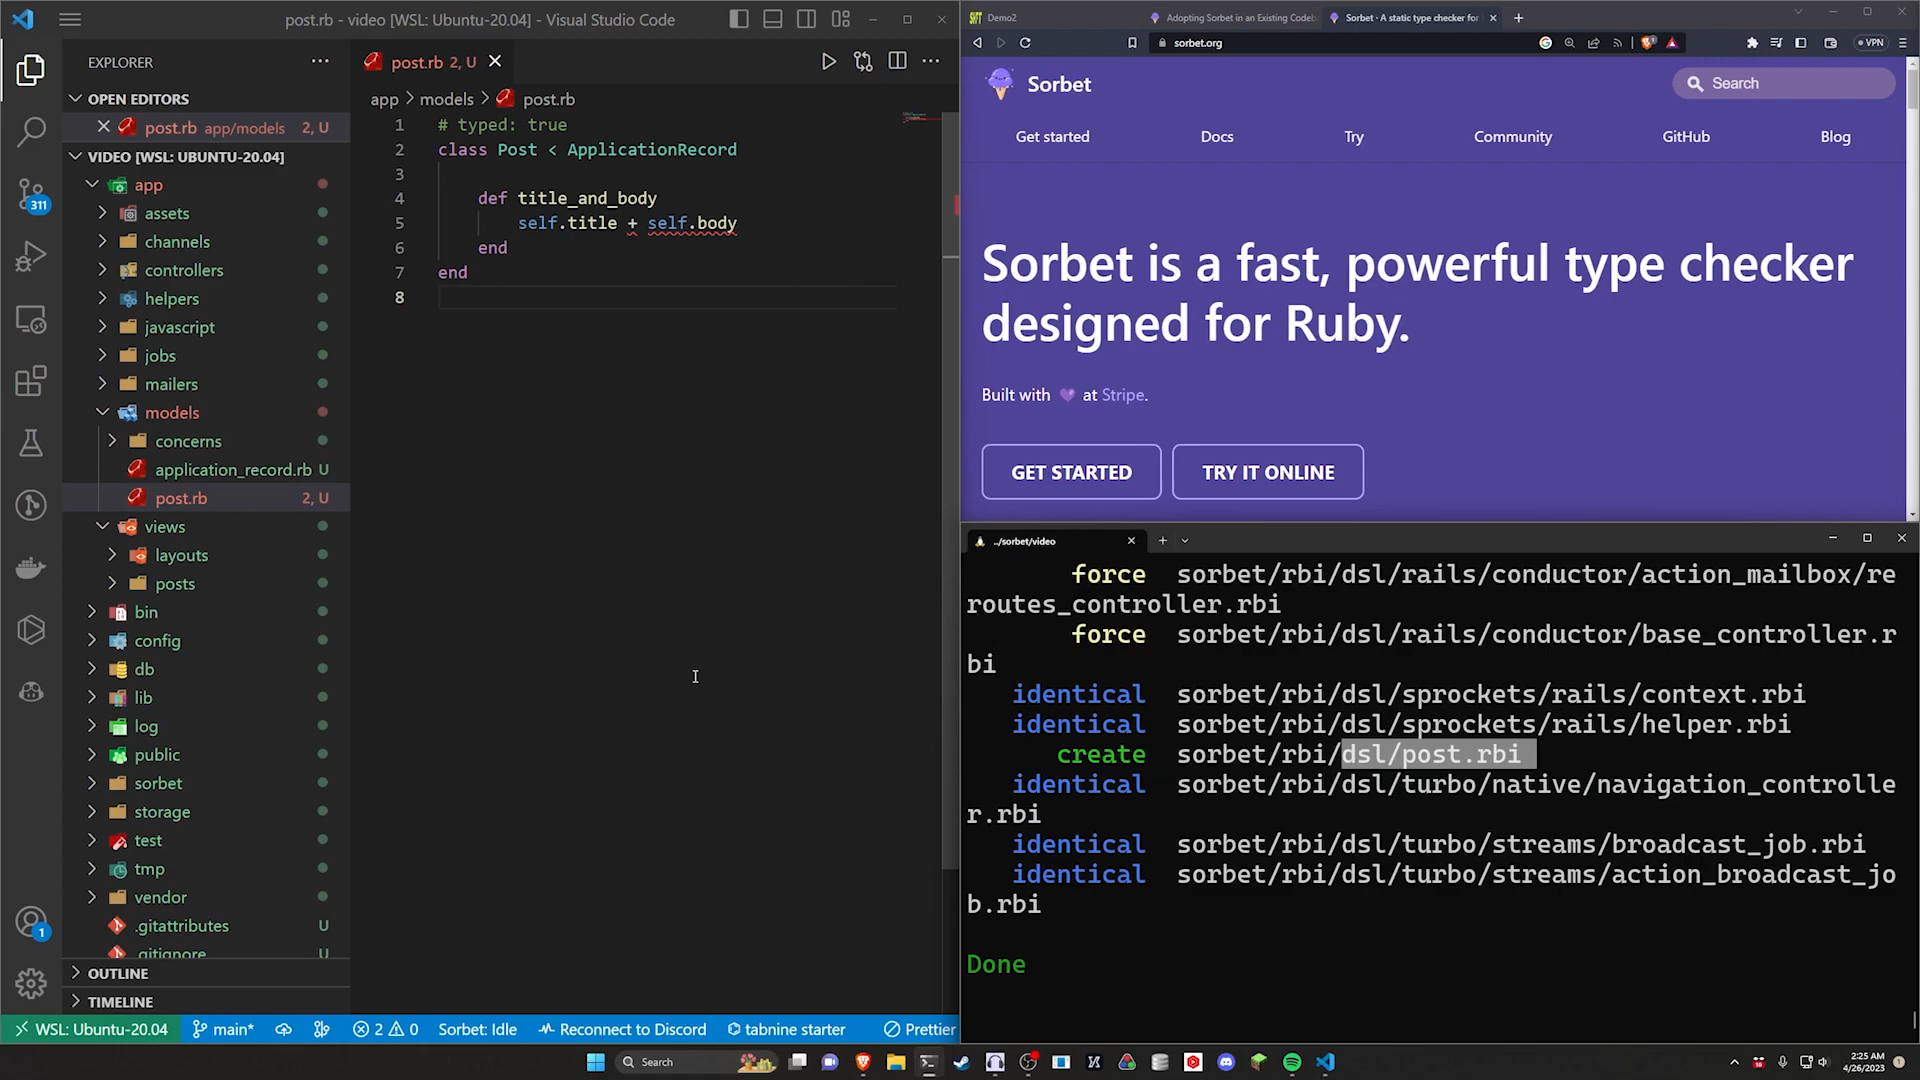 post.rb - video [WSL: Ubuntu-20.04] - Visual Studio Code
EXPLORER
OPEN EDITORS
post.rb app/models 2, U
VIDEO [WSL: UBUNTU-20.04]
app
assets
channels
controllers
helpers
javascript
jobs
mailers
models
concerns
application_record.rb U
post.rb 2, U
views
layouts
posts
bin
config
db
lib
log
public
sorbet
storage
test
tmp
vendor
.gitattributes U
.gitignore U
OUTLINE
TIMELINE
311
1
post.rb 2, U
app > models > post.rb
1 # typed: true
2 class Post < ApplicationRecord
3
4 def title_and_body
5 self.title + self.body
6 end
7 end
8
WSL: Ubuntu-20.04 main* 2 0 Sorbet: Idle Reconnect to Discord tabnine starter Prettier
Demo2
Adopting Sorbet in an Existing Codeb
Sorbet · A static type checker for
sorbet.org
VPN
Sorbet
Search
Get started Docs Try Community GitHub Blog
Sorbet is a fast, powerful type checker
designed for Ruby.
Built with at Stripe.
GET STARTED TRY IT ONLINE
../sorbet/video
force sorbet/rbi/dsl/rails/conductor/action_mailbox/re
routes_controller.rbi
force sorbet/rbi/dsl/rails/conductor/base_controller.r
bi
identical sorbet/rbi/dsl/sprockets/rails/context.rbi
identical sorbet/rbi/dsl/sprockets/rails/helper.rbi
create sorbet/rbi/dsl/post.rbi
identical sorbet/rbi/dsl/turbo/native/navigation_controlle
r.rbi
identical sorbet/rbi/dsl/turbo/streams/broadcast_job.rbi
identical sorbet/rbi/dsl/turbo/streams/action_broadcast_jo
b.rbi
Done
Search
2:25 AM
4/26/2023